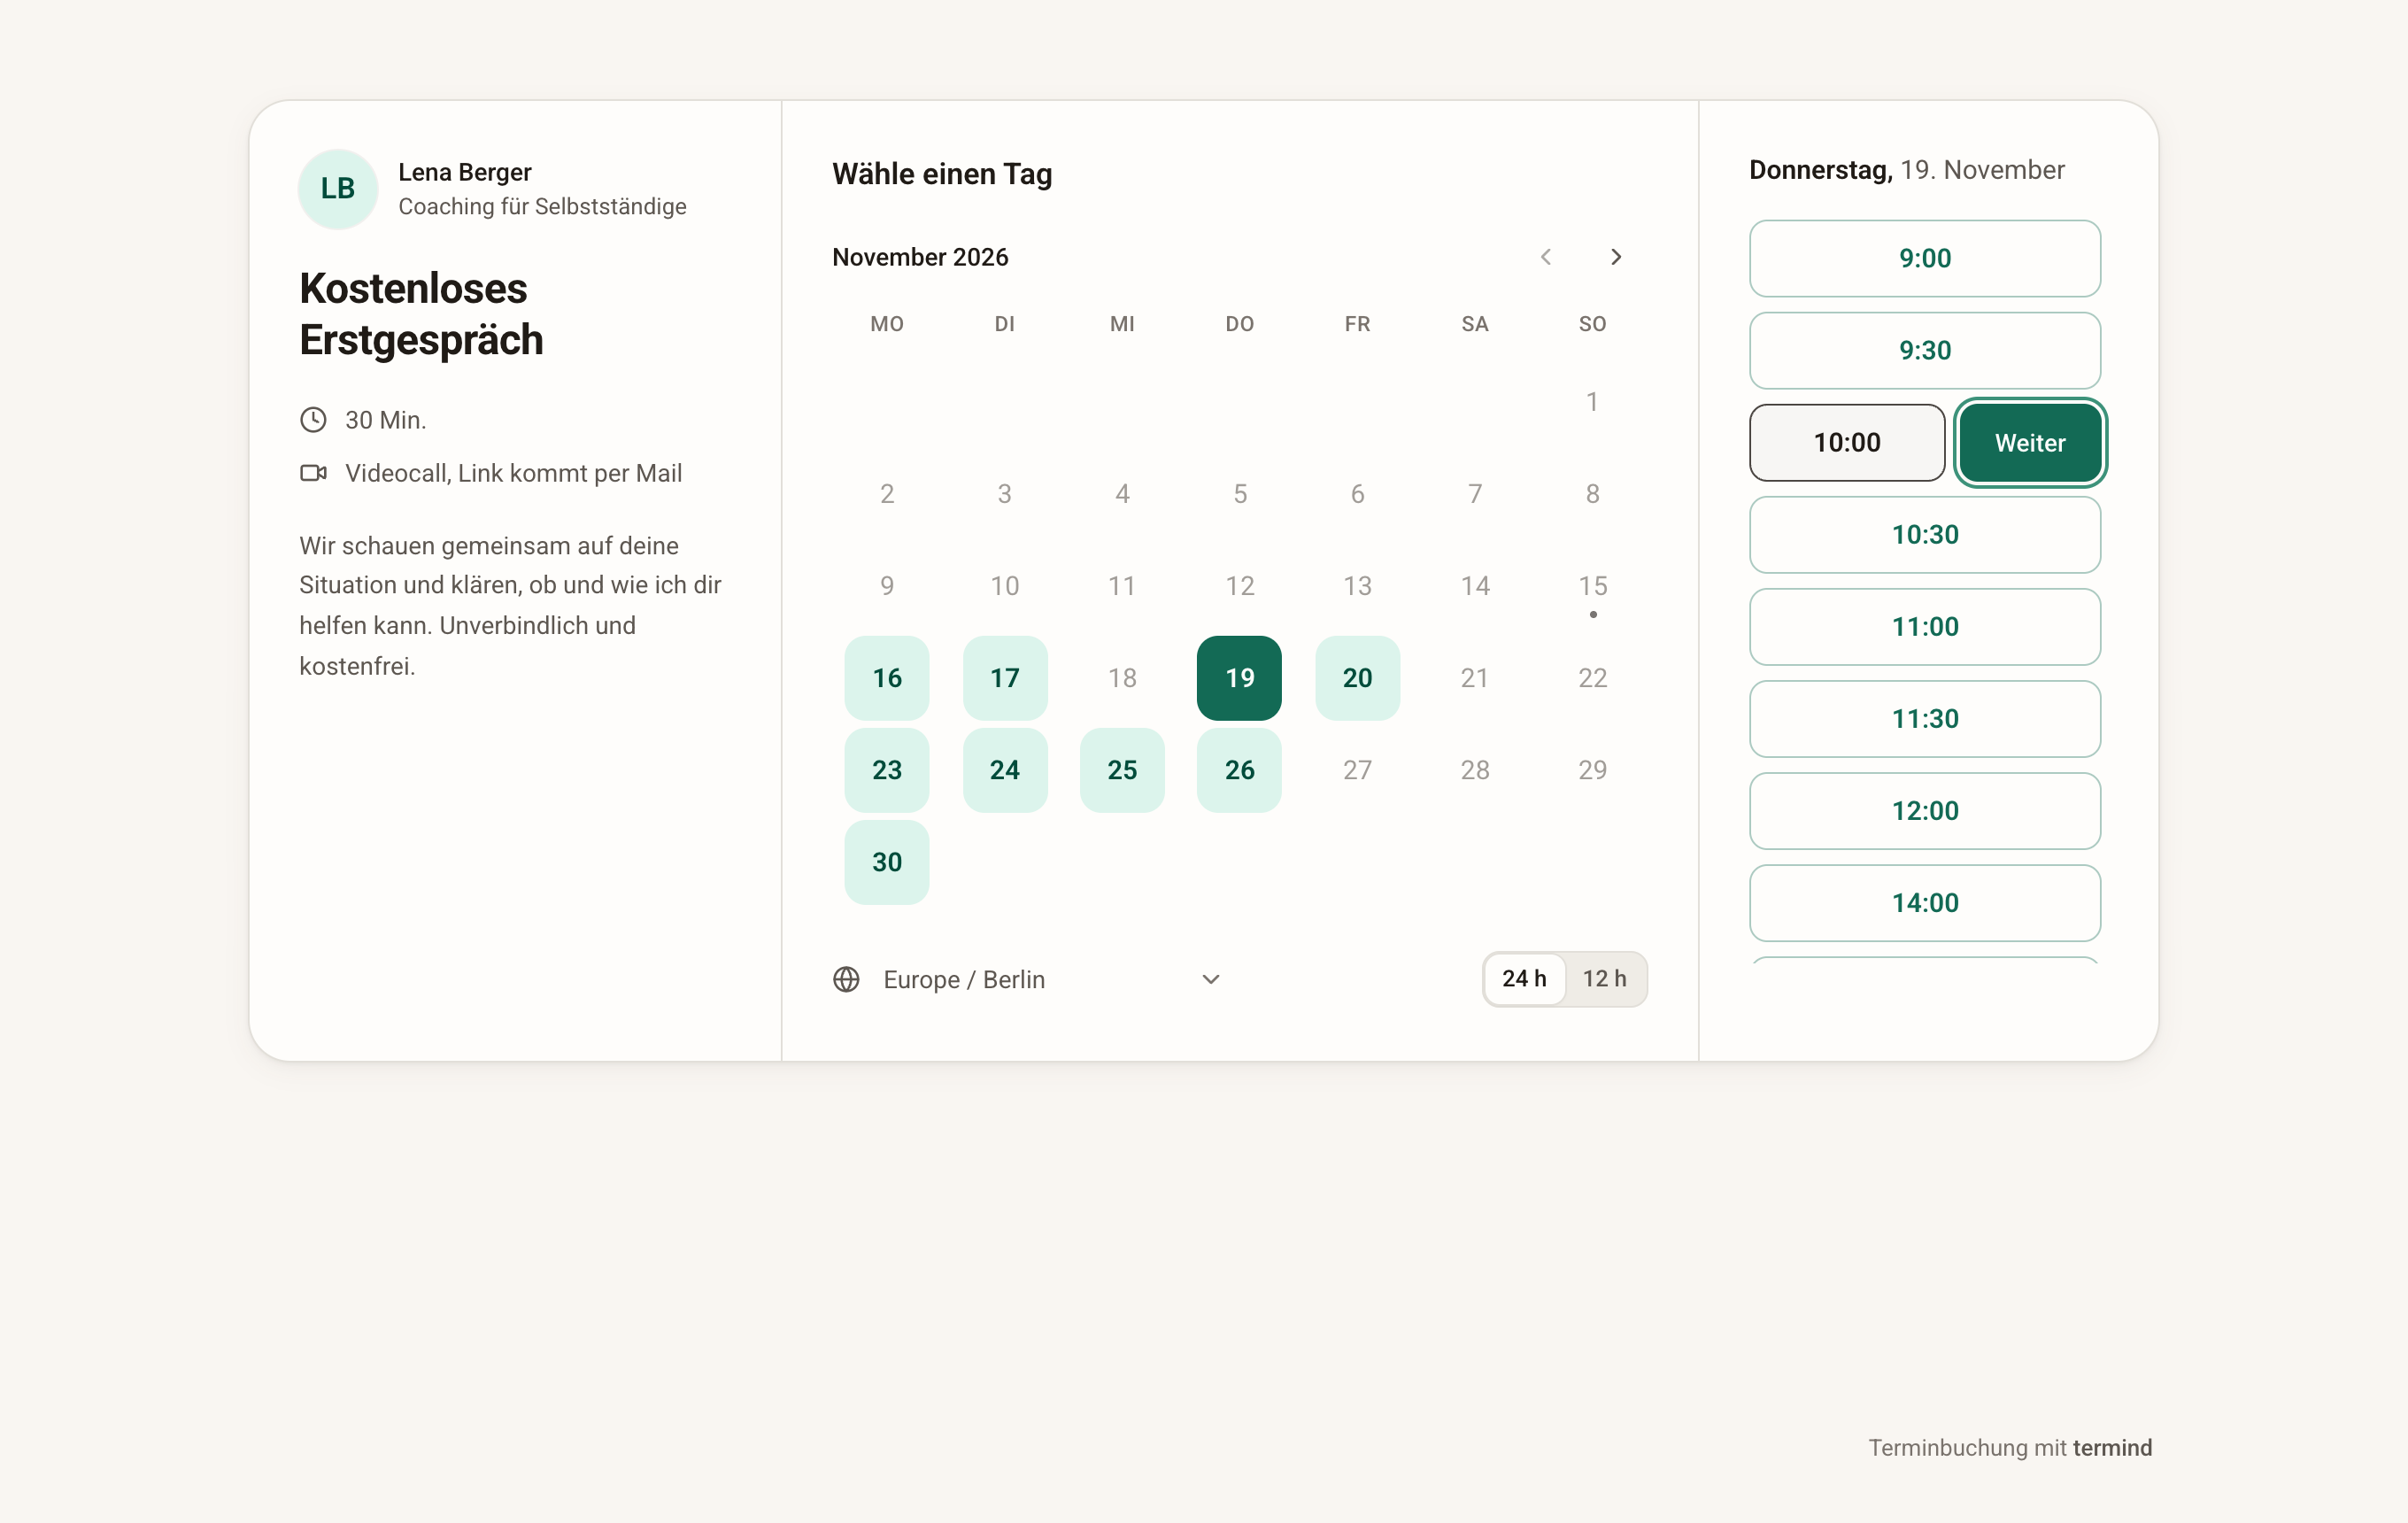 LB
Lena Berger
Coaching für Selbstständige
Kostenloses
Erstgespräch
30 Min.
Videocall, Link kommt per Mail
Wir schauen gemeinsam auf deine
Situation und klären, ob und wie ich dir
helfen kann. Unverbindlich und
kostenfrei.
Wähle einen Tag
November 2026
MO DI MI DO FR SA SO
1
2 3 4 5 6 7 8
9 10 11 12 13 14 15
16 17 18 19 20 21 22
23 24 25 26 27 28 29
30
Europe / Berlin
24 h 12 h
Donnerstag, 19. November
9:00
9:30
10:00 Weiter
10:30
11:00
11:30
12:00
14:00
Terminbuchung mit termind